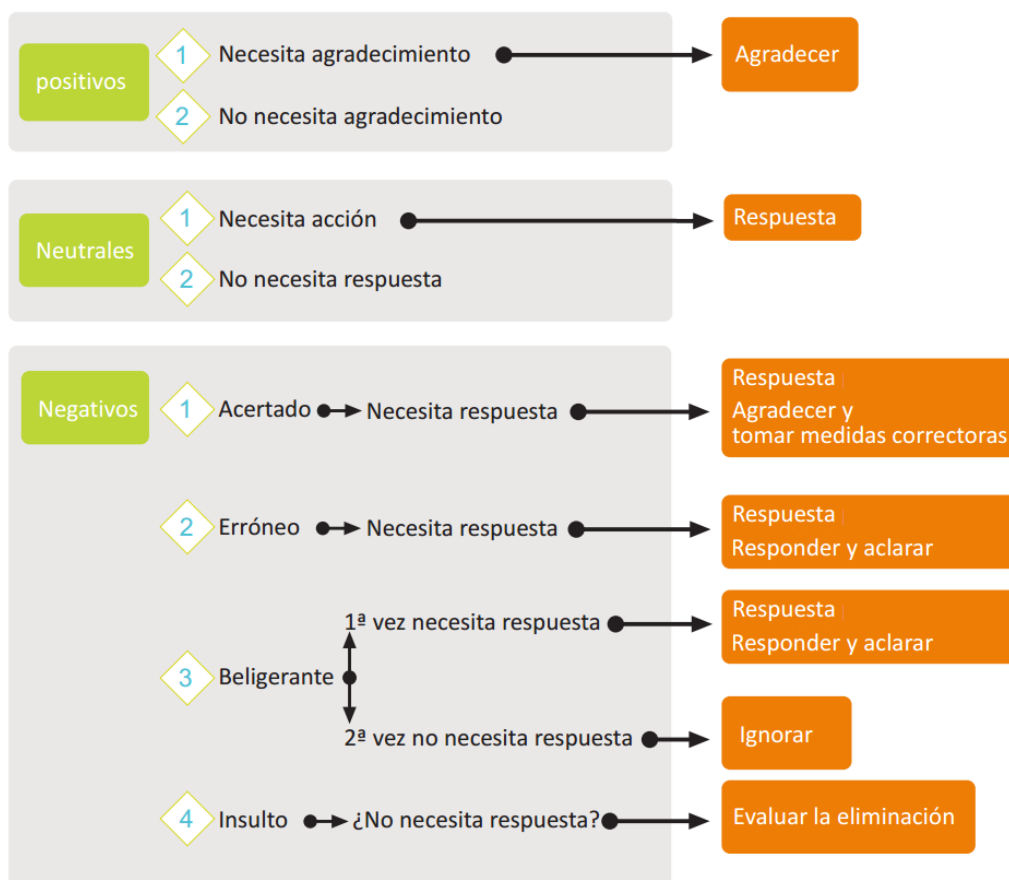 positivos
1 Necesita agradecimiento
Agradecer
2 No necesita agradecimiento
Neutrales
1 Necesita acción
Respuesta
2 No necesita respuesta
Negativos
1 Acertado Necesita respuesta
Respuesta
Agradecer y
tomar medidas correctoras
2 Erróneo Necesita respuesta
Respuesta
Responder y aclarar
3 Beligerante
1ª vez necesita respuesta
Respuesta
Responder y aclarar
2ª vez no necesita respuesta
Ignorar
4 Insulto ¿No necesita respuesta?
Evaluar la eliminación